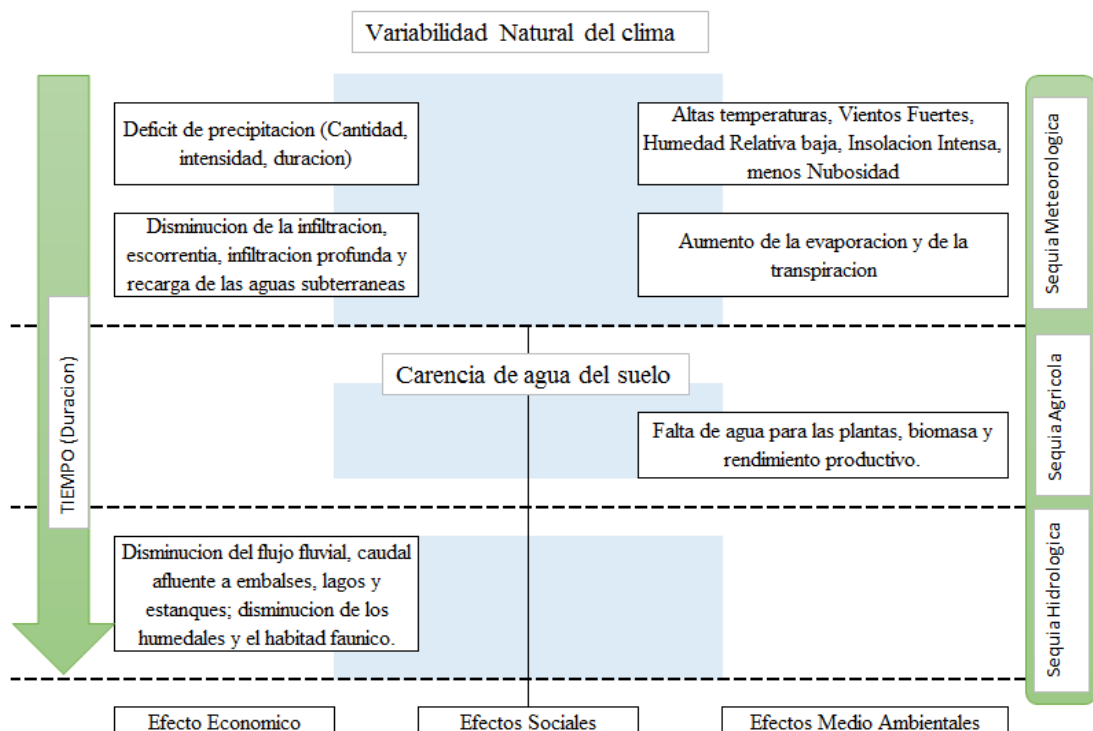 Variabilidad Natural del clima
Deficit de precipitacion (Cantidad,
intensidad, duracion)
Altas temperaturas, Vientos Fuertes,
Humedad Relativa baja, Insolacion Intensa,
menos Nubosidad
Disminucion de la infiltracion,
escorrentia, infiltracion profunda y
recarga de las aguas subterraneas
Aumento de la evaporacion y de la
transpiracion
Sequia Meteorologica
TIEMPO (Duracion)
Carencia de agua del suelo
Falta de agua para las plantas, biomasa y
rendimiento productivo.
Sequia Agricola
Disminucion del flujo fluvial, caudal
afluente a embalses, lagos y
estanques; disminucion de los
humedales y el habitad faunico.
Sequia Hidrologica
Efecto Economico
Efectos Sociales
Efectos Medio Ambientales